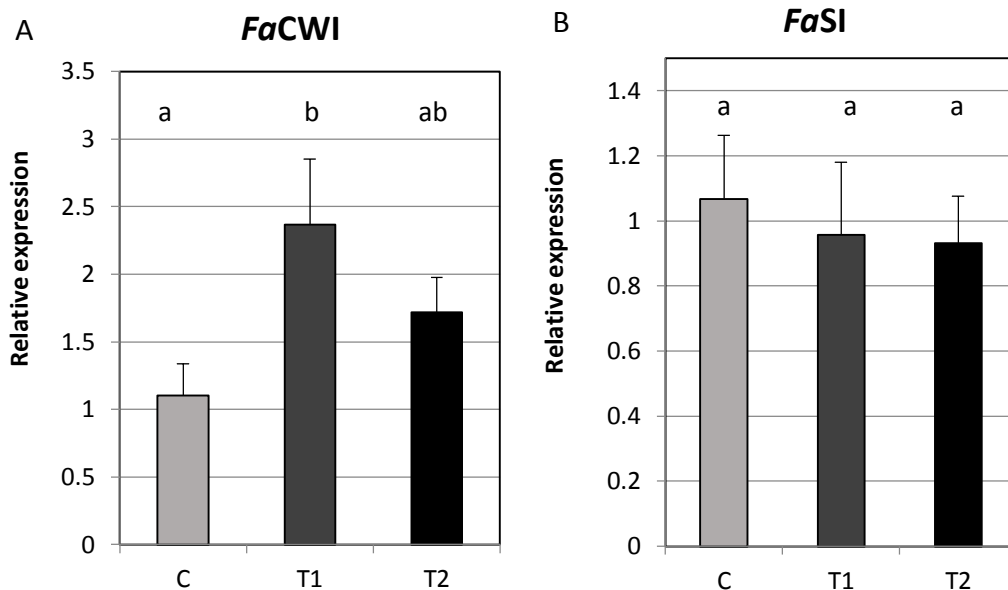 A
FaCWI
3.5
3
2.5
2
1.5
1
0.5
0
Relative expression
a b ab
C T1 T2
B
FaSI
1.4
1.2
1
0.8
0.6
0.4
0.2
0
Relative expression
a a a
C T1 T2